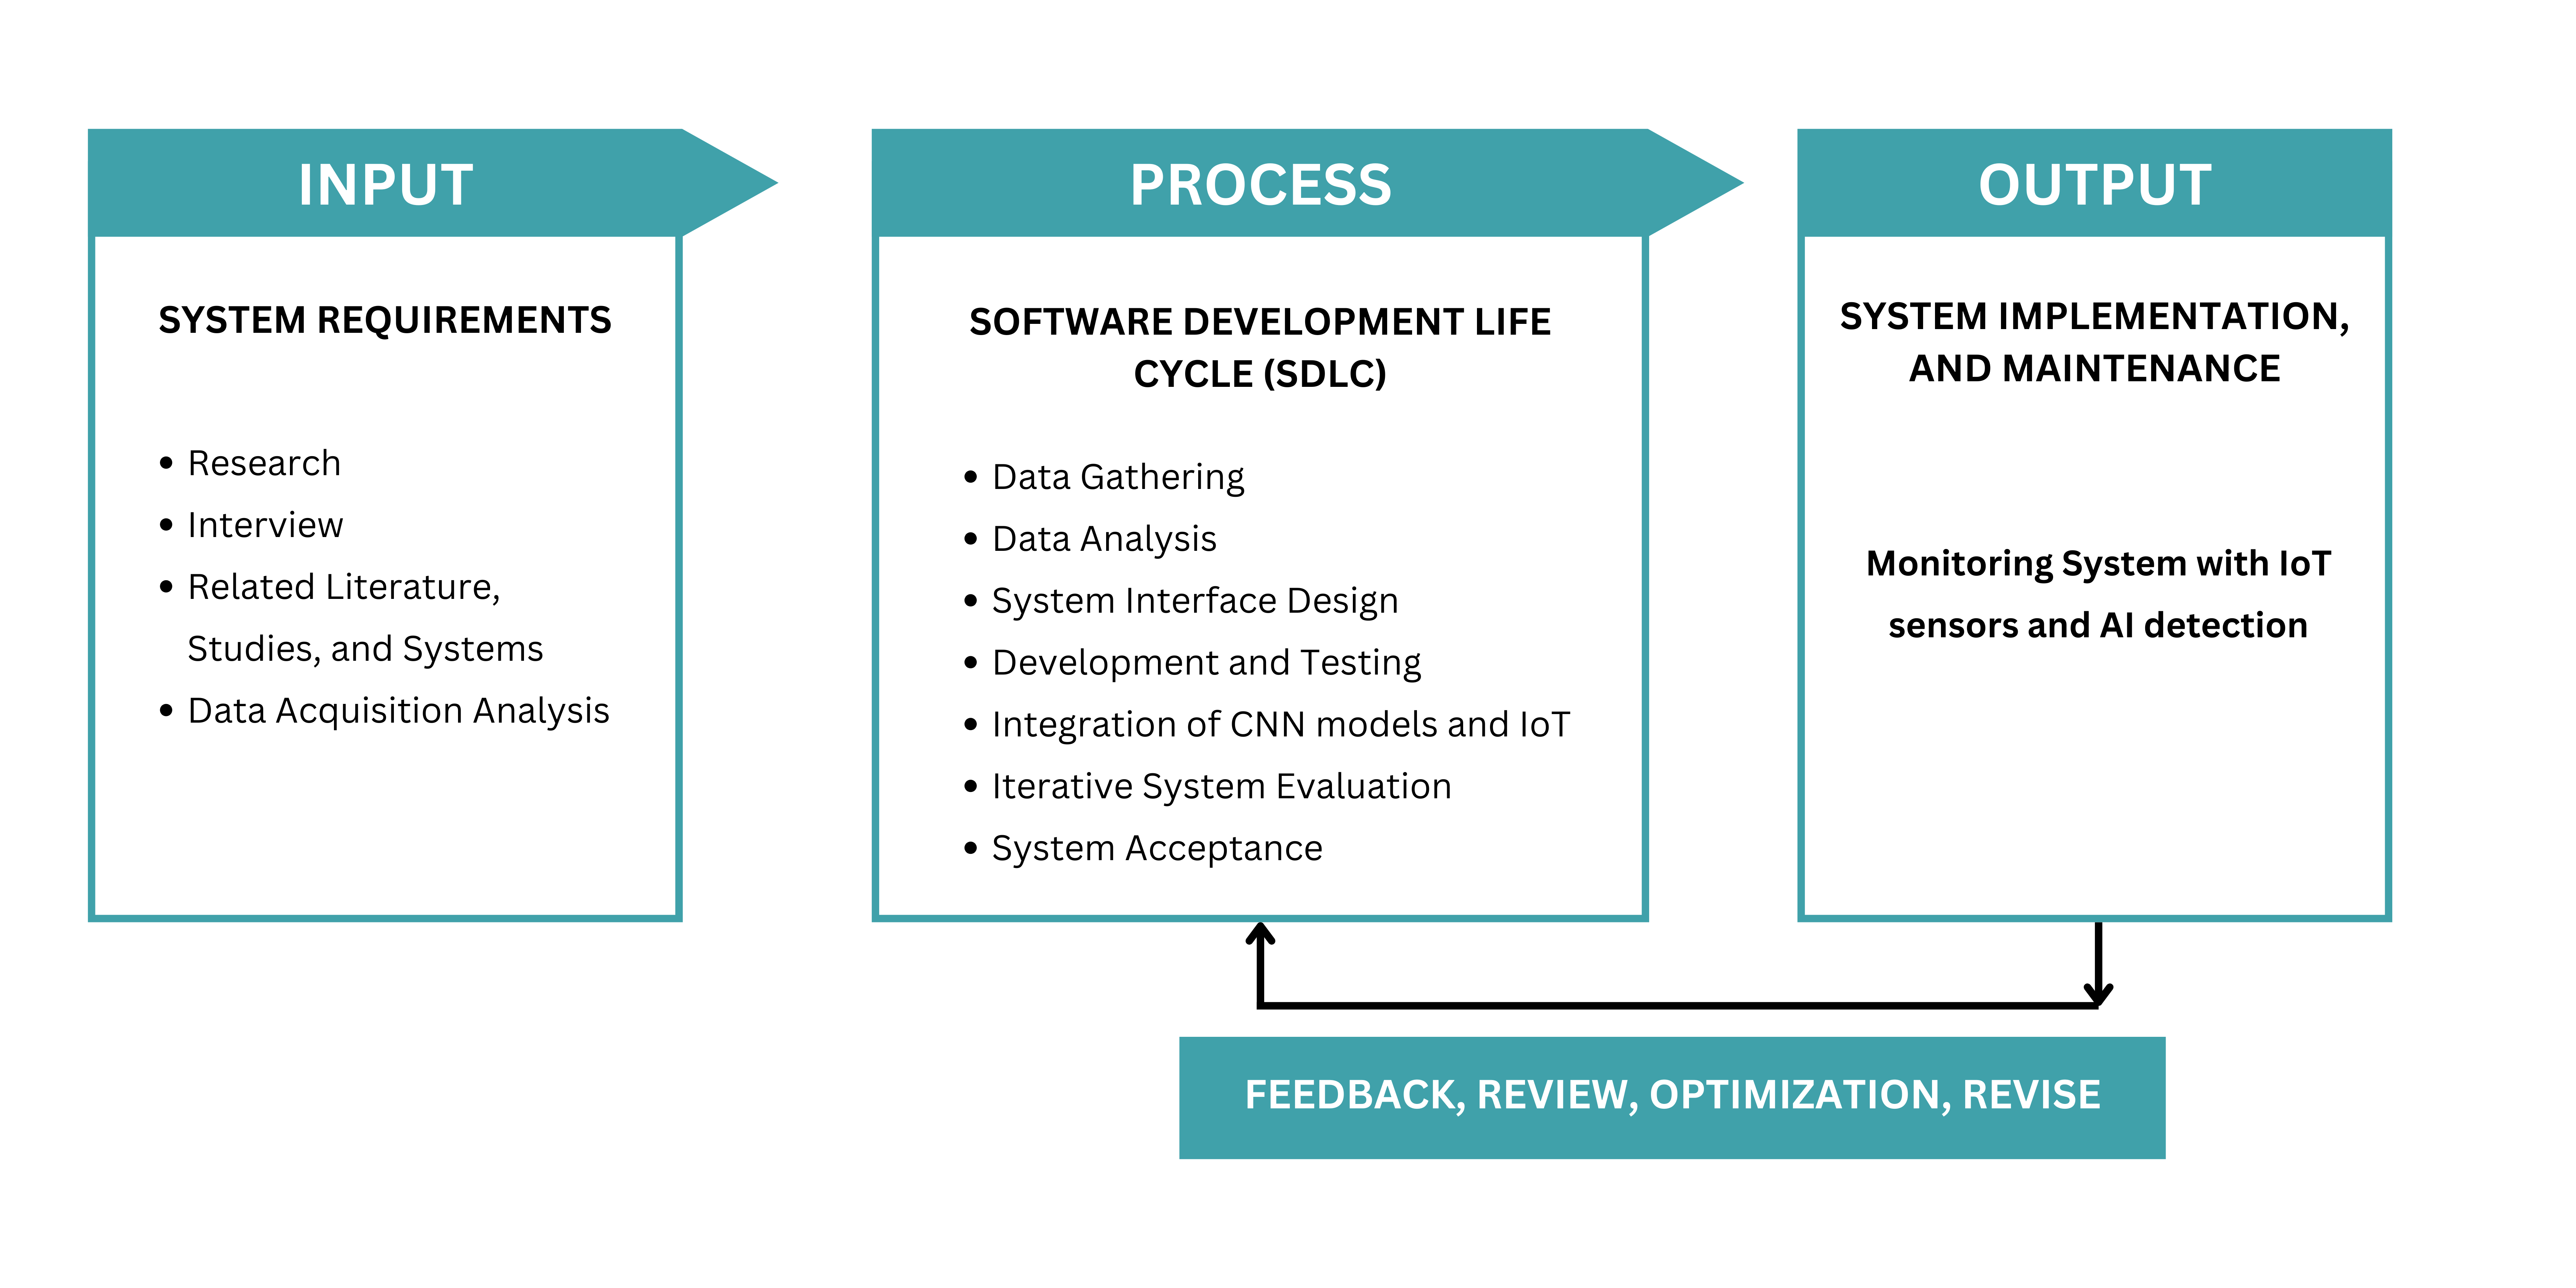 INPUT
SYSTEM REQUIREMENTS
• Research
• Interview
• Related Literature,
Studies, and Systems
• Data Acquisition Analysis
PROCESS
SOFTWARE DEVELOPMENT LIFE
CYCLE (SDLC)
• Data Gathering
• Data Analysis
• System Interface Design
• Development and Testing
• Integration of CNN models and IoT
• Iterative System Evaluation
• System Acceptance
OUTPUT
SYSTEM IMPLEMENTATION,
AND MAINTENANCE
Monitoring System with IoT
sensors and AI detection
FEEDBACK, REVIEW, OPTIMIZATION, REVISE